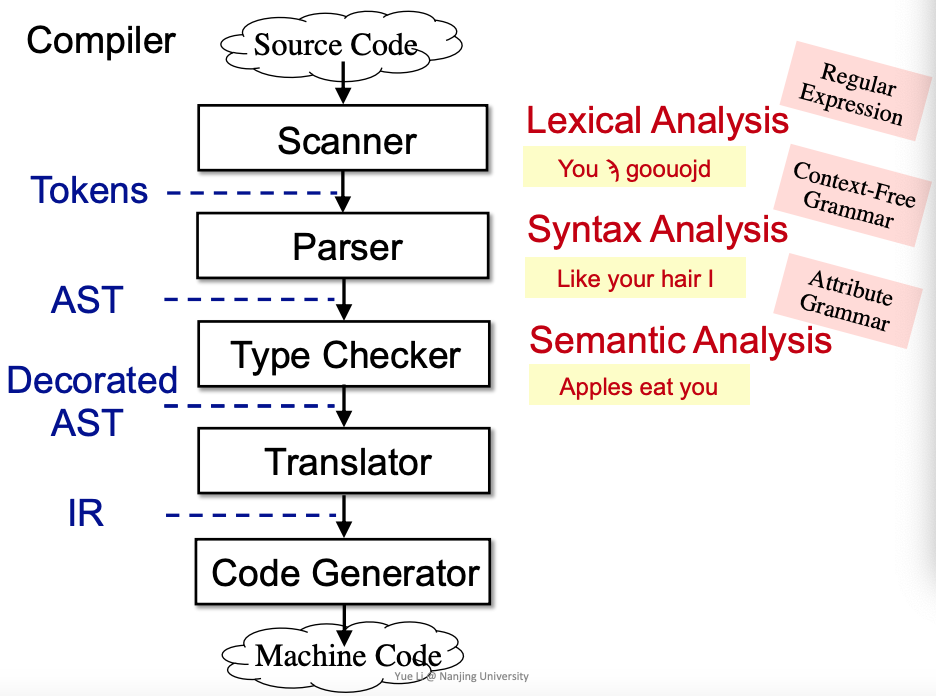 Compiler
Source Code
Regular
Expression
Scanner
Lexical Analysis
You goouojd
Tokens
Context-Free
Grammar
Parser
Syntax Analysis
Like your hair I
AST
Attribute
Grammar
Type Checker
Semantic Analysis
Apples eat you
Decorated
AST
Translator
IR
Code Generator
Machine Code
Yue Li @ Nanjing University